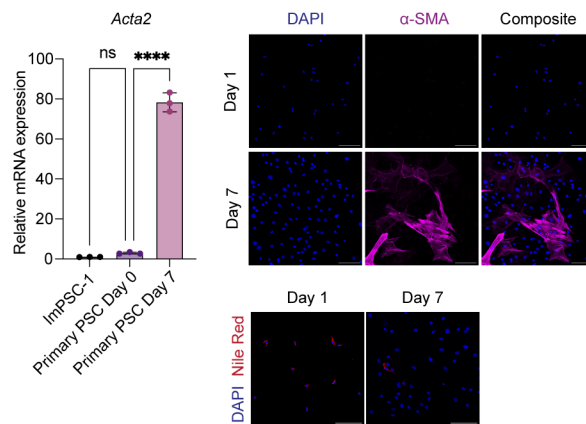 Acta2
ns
****
Relative mRNA expression
100
80
60
40
20
0
ImPSC-1
Primary PSC Day 0
Primary PSC Day 7
DAPI
α-SMA
Composite
Day 1
Day 7
Day 1
Day 7
DAPI Nile Red